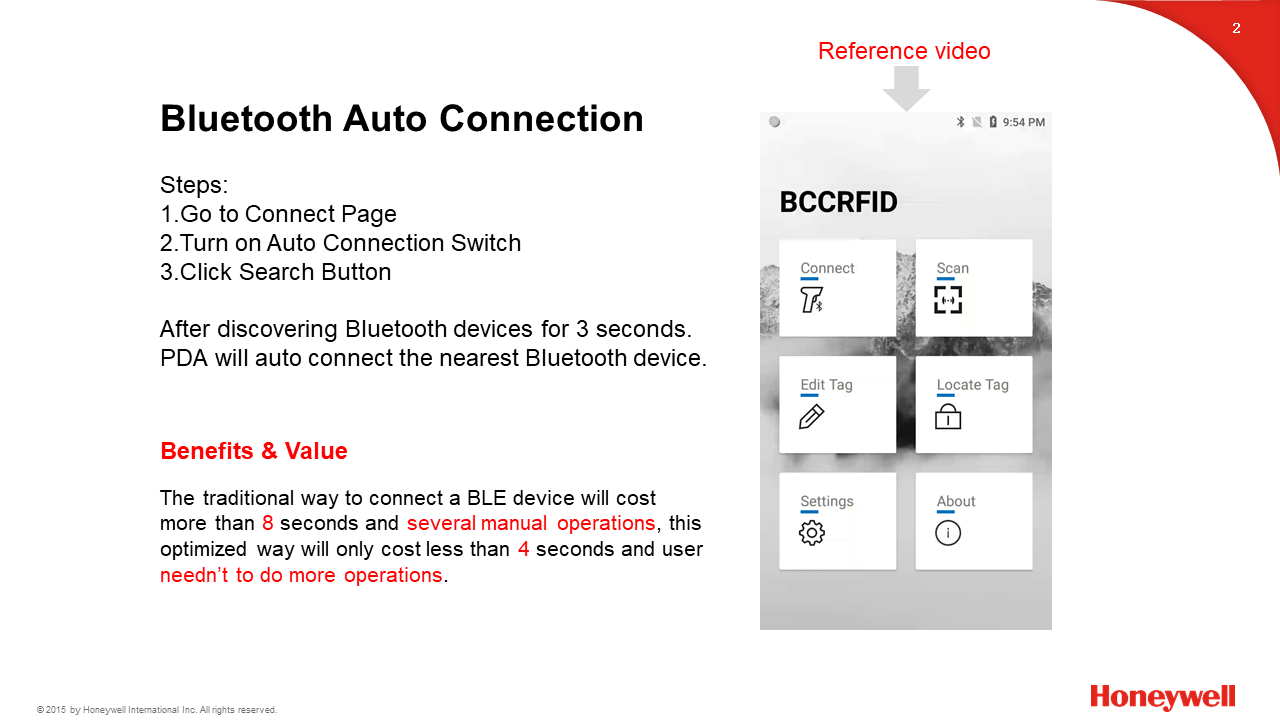 2
Reference video
Bluetooth Auto Connection
Steps:
1.Go to Connect Page
2.Turn on Auto Connection Switch
3.Click Search Button
After discovering Bluetooth devices for 3 seconds.
PDA will auto connect the nearest Bluetooth device.
Benefits & Value
The traditional way to connect a BLE device will cost
more than 8 seconds and several manual operations, this
optimized way will only cost less than 4 seconds and user
needn’t to do more operations.
9:54 PM
BCCRFID
Connect
Scan
Edit Tag
Locate Tag
Settings
About
© 2015 by Honeywell International Inc. All rights reserved.
Honeywell